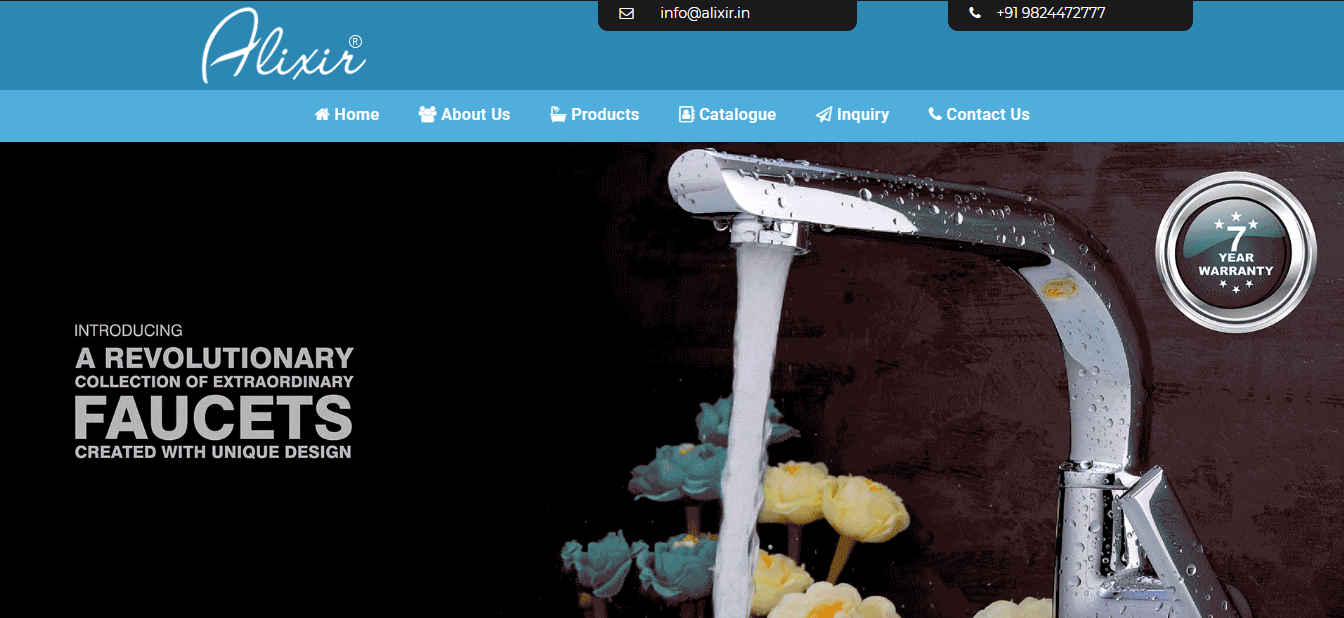 info@alixir.in
+91 9824472777
Alixir®
Home
About Us
Products
Catalogue
Inquiry
Contact Us
INTRODUCING
A REVOLUTIONARY
COLLECTION OF EXTRAORDINARY
FAUCETS
CREATED WITH UNIQUE DESIGN
7
YEAR
WARRANTY